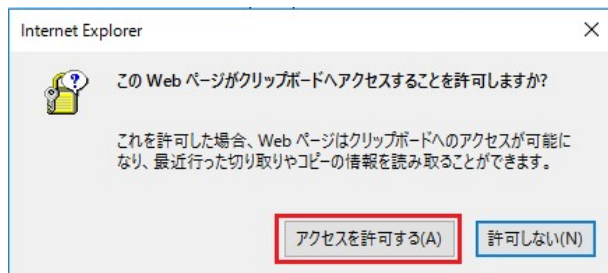 Internet Explorer
この Web ページがクリップボードへアクセスすることを許可しますか?
これを許可した場合、Web ページはクリップボードへのアクセスが可能に
なり、最近行った切り取りやコピーの情報を読み取ることができます。
アクセスを許可する(A)
許可しない(N)